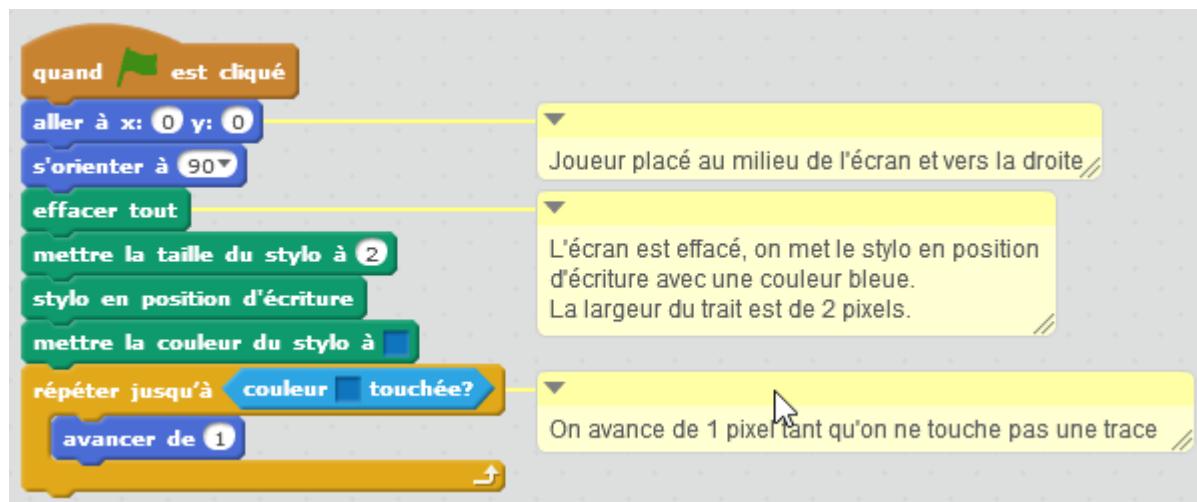 quand est cliqué
aller à x: 0 y: 0
Joueur placé au milieu de l'écran et vers la droite
s'orienter à 90
effacer tout
mettre la taille du stylo à 2
L'écran est effacé, on met le stylo en position
d'écriture avec une couleur bleue.
La largeur du trait est de 2 pixels.
stylo en position d'écriture
mettre la couleur du stylo à
répéter jusqu'à couleur touchée?
On avance de 1 pixel tant qu'on ne touche pas une trace
avancer de 1